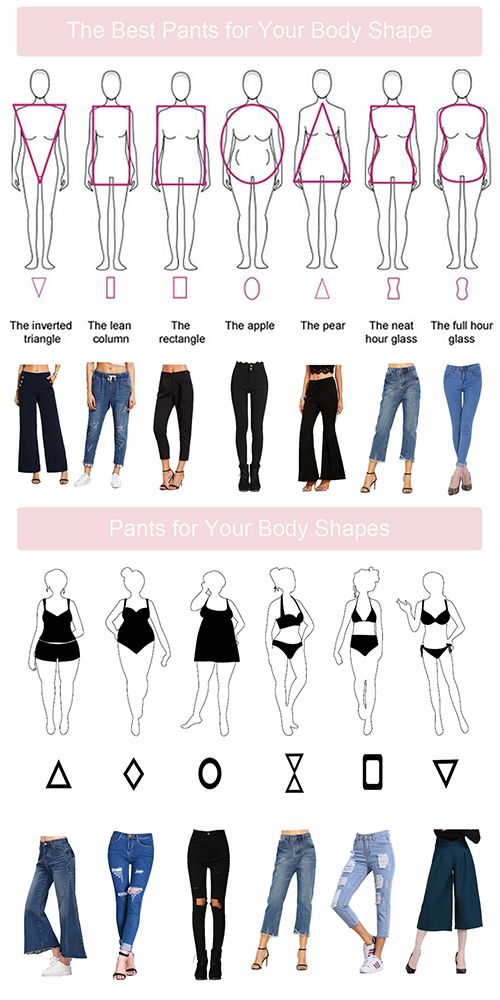 The Best Pants for Your Body Shape
The inverted
triangle
The lean
column
The
rectangle
The apple
The pear
The neat
hour glass
The full hour
glass
Pants for Your Body Shapes